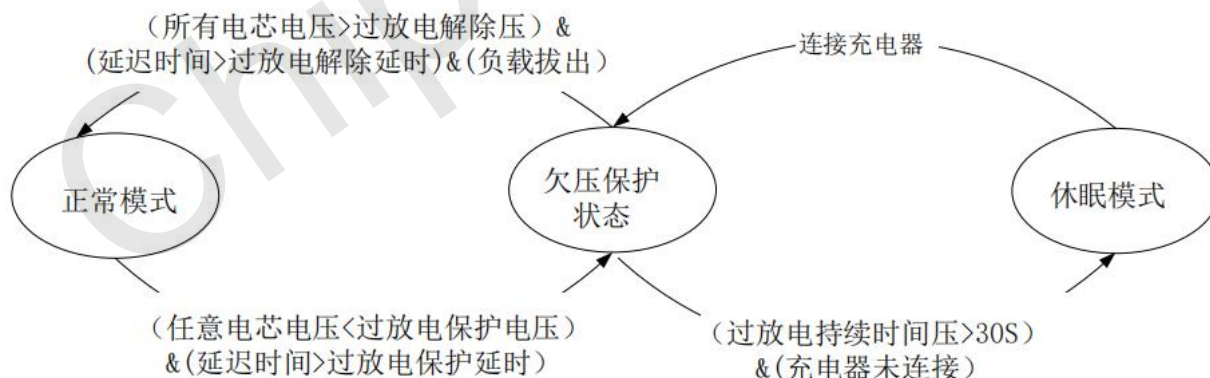 （所有电芯电压>过放电解除压）&
(延迟时间>过放电解除延时)&(负载拔出）
连接充电器
正常模式
欠压保护
状态
休眠模式
（任意电芯电压<过放电保护电压）
&(延迟时间>过放电保护延时）
（过放电持续时间压>30S）
&(充电器未连接）
Chip